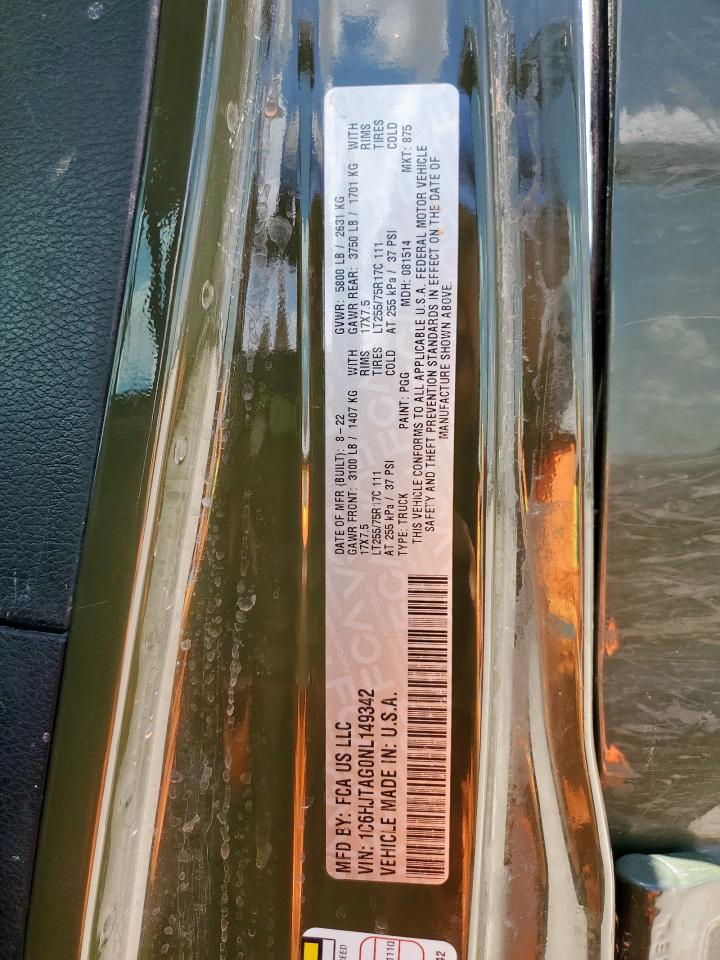 MFD BY: FCA US LLC
VIN: 1C6HJTAG0NL149342
VEHICLE MADE IN: U.S.A.
DATE OF MFR (BUILT): 8-22 GVWR: 5800 LB / 2631 KG
GAWR FRONT: 3100 LB / 1407 KG WITH GAWR REAR: 3750 LB / 1701 KG WITH
17X7.5 RIMS 17X7.5 RIMS
LT255/75R17C 111 TIRES LT255/75R17C 111 TIRES
AT 255 kPa / 37 PSI COLD AT 255 kPa / 37 PSI COLD
TYPE: TRUCK PAINT: PGG MDH: 081514 MKT: 875
THIS VEHICLE CONFORMS TO ALL APPLICABLE U.S.A. FEDERAL MOTOR VEHICLE
SAFETY AND THEFT PREVENTION STANDARDS IN EFFECT ON THE DATE OF
MANUFACTURE SHOWN ABOVE.